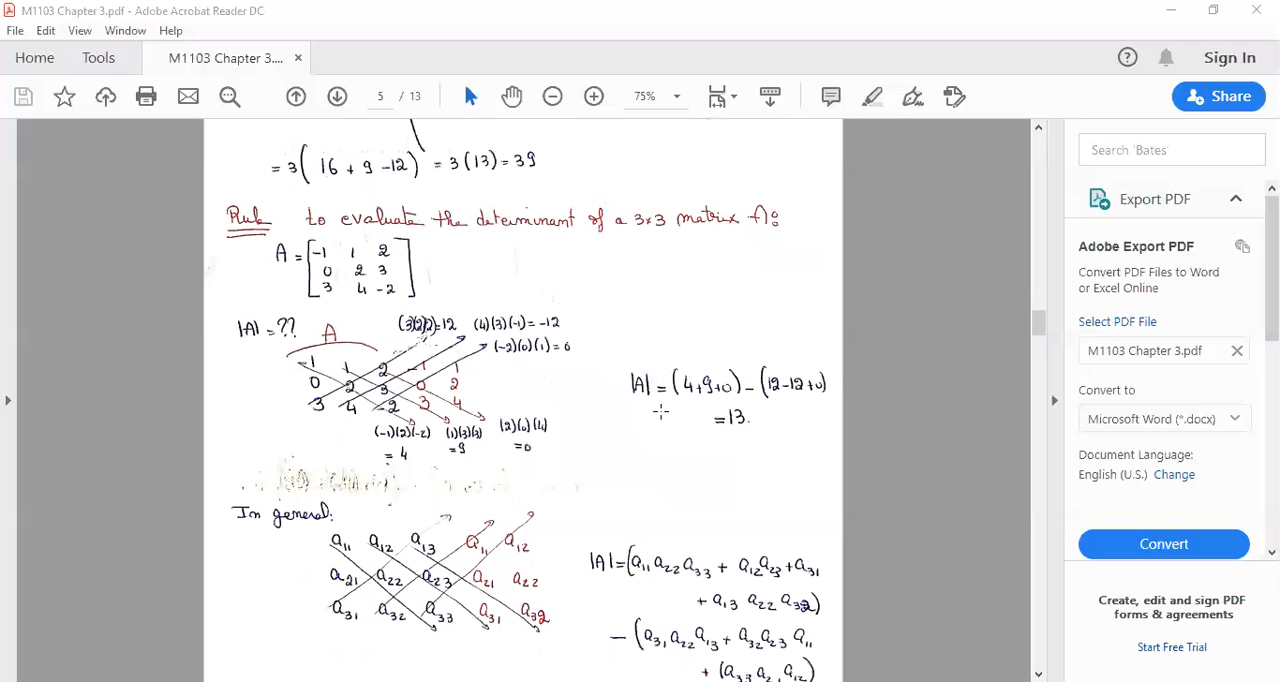 M1103 Chapter 3.pdf - Adobe Acrobat Reader DC
File Edit View Window Help
Home Tools M1103 Chapter 3.... ×
Sign In
5 / 13 75% Share
= 3( 16 + 9 -12) = 3(13) = 39
Rule to evaluate the determinant of a 3x3 matrix A:
A = [-1 1 2
0 2 3
3 4 -2]
|A| = ?? A (3)(2)(2)=12 (4)(3)(-1) = -12
(-2)(0)(1) = 0
-1 1 2 -1 1
0 2 3 0 2
3 4 -2 3 4
(-1)(2)(-2) (1)(3)(3) (2)(0)(4)
= 4 = 9 = 0
|A| = (4+9+0) - (12-12+0)
= 13.
In general:
a11 a12 a13 a11 a12
a21 a22 a23 a21 a22
a31 a32 a33 a31 a32
|A| = (a11 a22 a33 + a12 a23 + a31
+ a13 a22 a32)
- (a31 a22 a13 + a32 a23 a11
+ (a33 a21 a12)
Search 'Bates'
Export PDF
Adobe Export PDF
Convert PDF Files to Word
or Excel Online
Select PDF File
M1103 Chapter 3.pdf ×
Convert to
Microsoft Word (*.docx)
Document Language:
English (U.S.) Change
Convert
Create, edit and sign PDF
forms & agreements
Start Free Trial